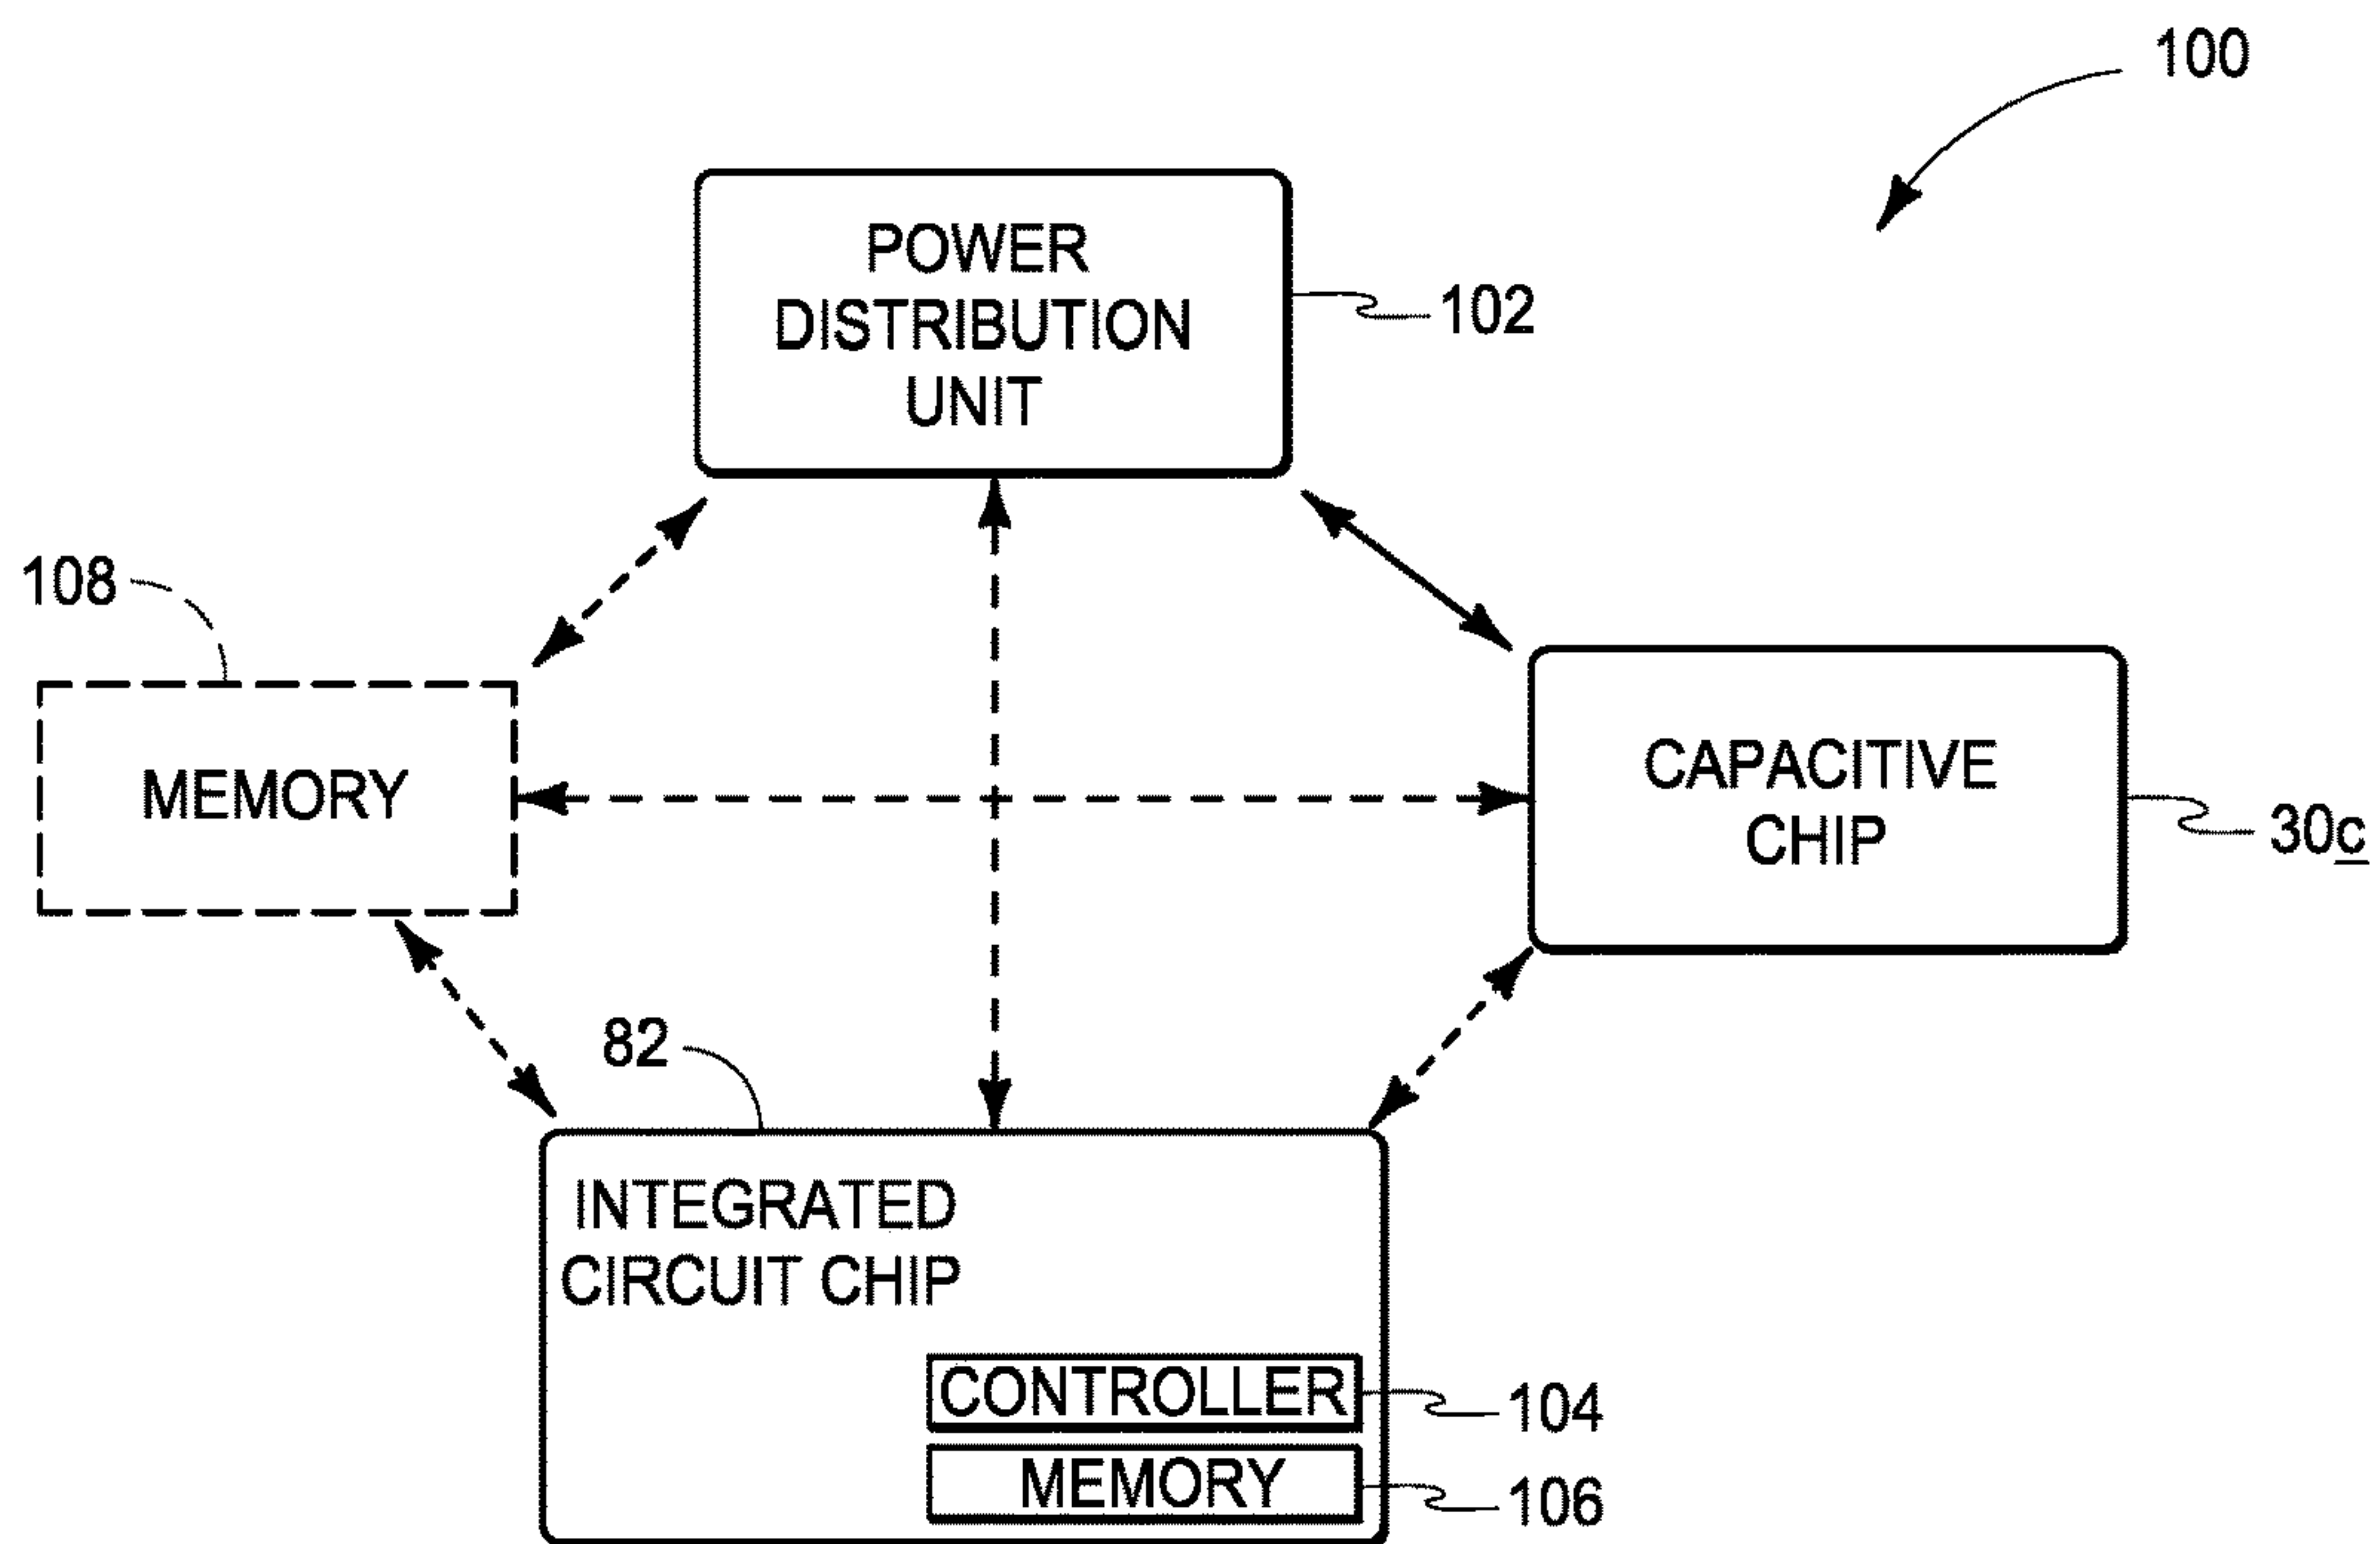 100
POWER
DISTRIBUTION
UNIT
102
108
MEMORY
CAPACITIVE
CHIP
30c
82
INTEGRATED
CIRCUIT CHIP
CONTROLLER
104
MEMORY
106